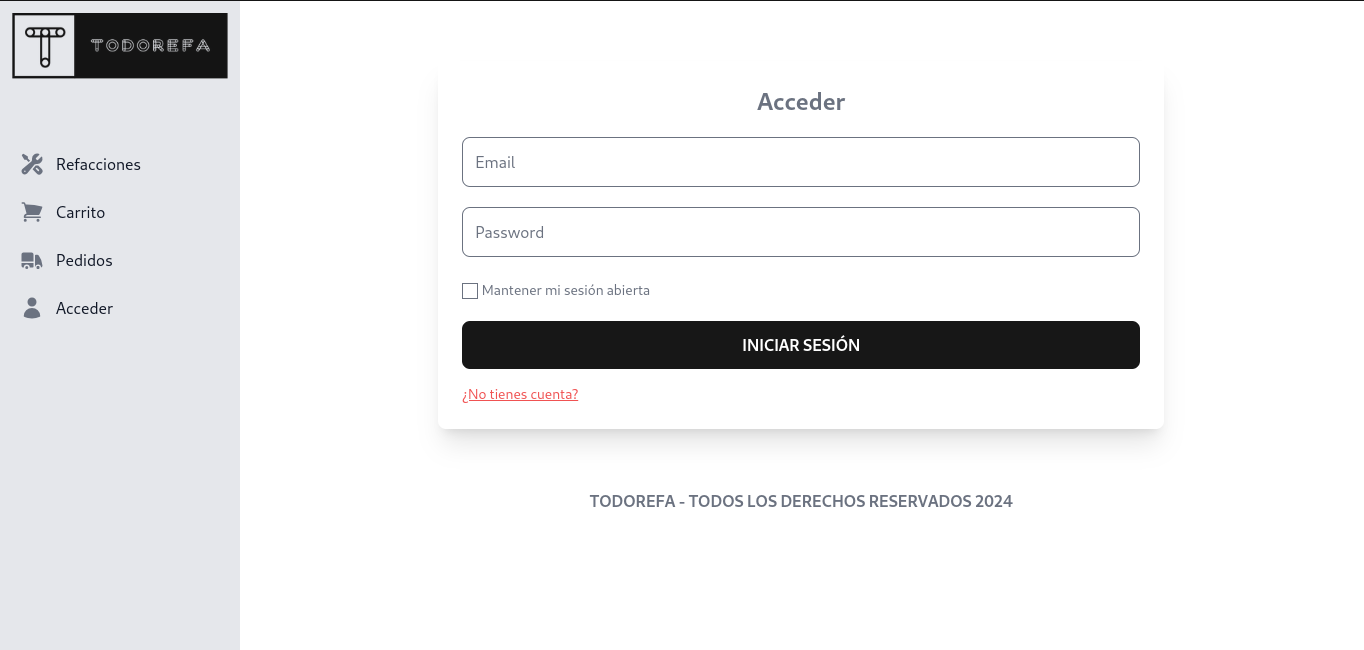 TODOREFA
Refacciones
Carrito
Pedidos
Acceder
Acceder
Email
Password
Mantener mi sesión abierta
INICIAR SESIÓN
¿No tienes cuenta?
TODOREFA - TODOS LOS DERECHOS RESERVADOS 2024